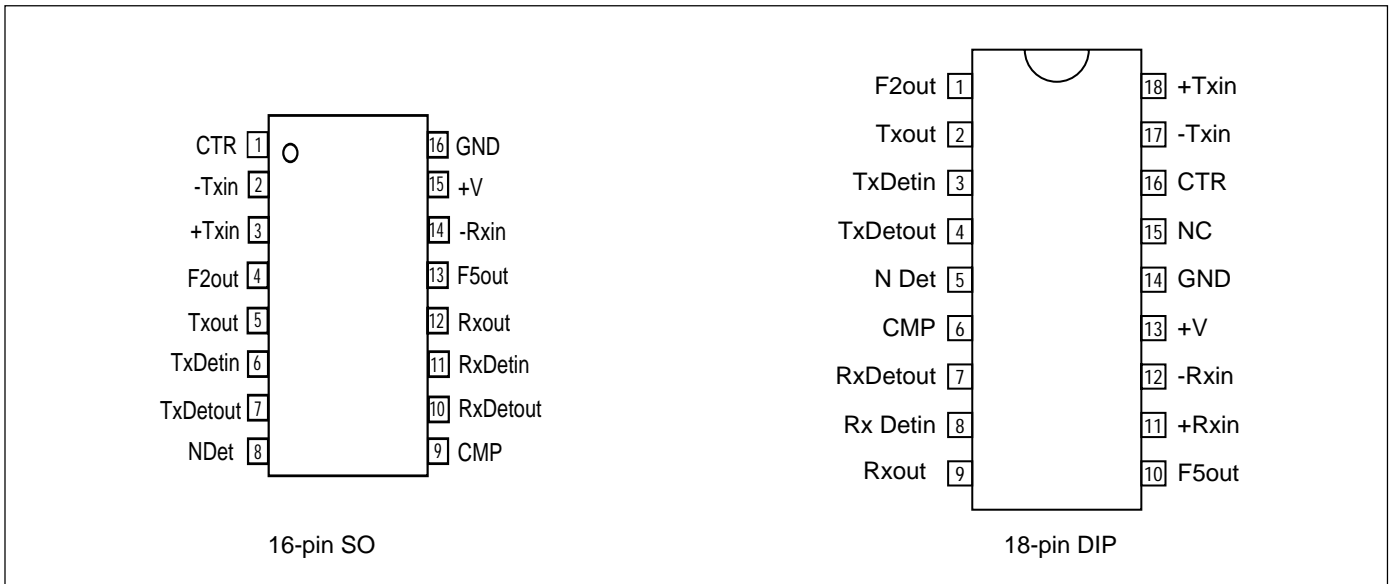 CTR 1
-Txin 2
+Txin 3
F2out 4
Txout 5
TxDetin 6
TxDetout 7
NDet 8
16 GND
15 +V
14 -Rxin
13 F5out
12 Rxout
11 RxDetin
10 RxDetout
9 CMP
16-pin SO
F2out 1
Txout 2
TxDetin 3
TxDetout 4
N Det 5
CMP 6
RxDetout 7
Rx Detin 8
Rxout 9
18 +Txin
17 -Txin
16 CTR
15 NC
14 GND
13 +V
12 -Rxin
11 +Rxin
10 F5out
18-pin DIP